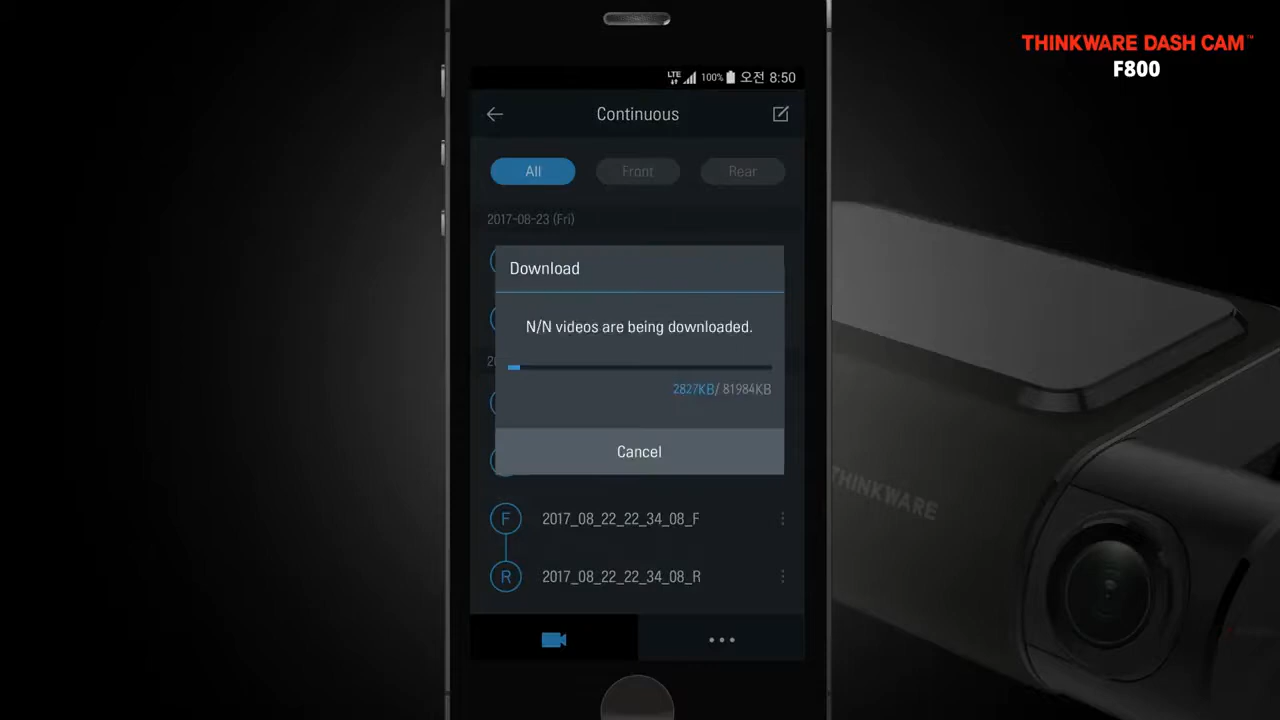 THINKWARE DASH CAM™
F800
LTE 100% 오전 8:50
Continuous
All Front Rear
2017-08-23 (Fri)
Download
N/N videos are being downloaded.
20
2827KB/ 81984KB
Cancel
F 2017_08_22_22_34_08_F
R 2017_08_22_22_34_08_R
THINKWARE